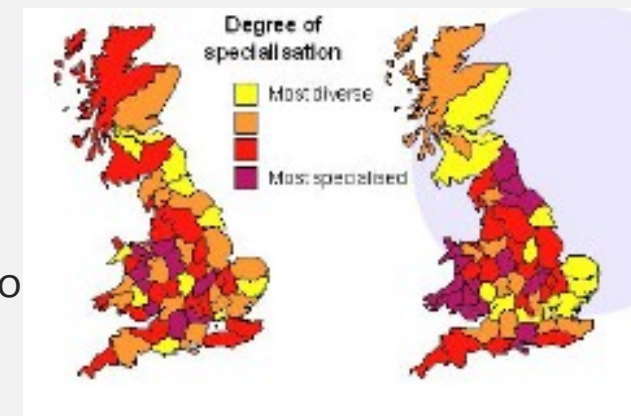 Degree of
specialisation
Most diverse
Most specialised
o